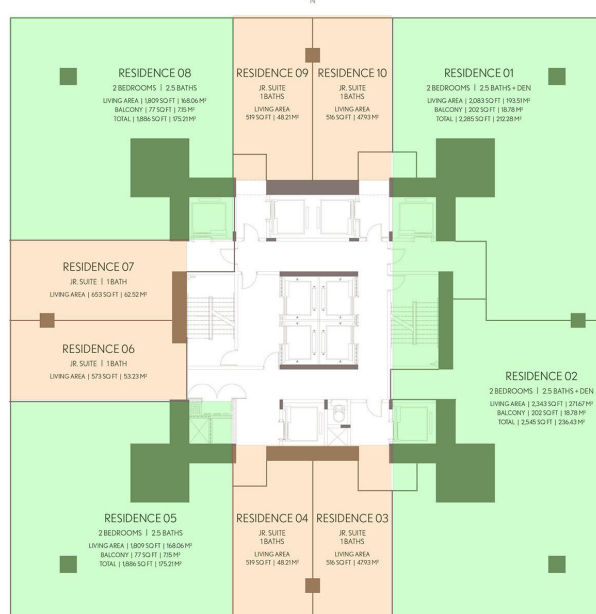 N
RESIDENCE 08
2 BEDROOMS | 2.5 BATHS
LIVING AREA | 1,809 SQ FT | 168.06 M²
BALCONY | 77 SQ FT | 7.15 M²
TOTAL | 1,886 SQ FT | 175.21 M²
RESIDENCE 09
JR. SUITE
1 BATHS
LIVING AREA
519 SQ FT | 48.21 M²
RESIDENCE 10
JR. SUITE
1 BATHS
LIVING AREA
516 SQ FT | 47.93 M²
RESIDENCE 01
2 BEDROOMS | 2.5 BATHS + DEN
LIVING AREA | 2,083 SQ FT | 193.51 M²
BALCONY | 202 SQ FT | 18.78 M²
TOTAL | 2,285 SQ FT | 212.28 M²
RESIDENCE 07
JR. SUITE | 1 BATH
LIVING AREA | 653 SQ FT | 62.52 M²
RESIDENCE 06
JR. SUITE | 1 BATH
LIVING AREA | 573 SQ FT | 53.23 M²
RESIDENCE 02
2 BEDROOMS | 2.5 BATHS + DEN
LIVING AREA | 2,343 SQ FT | 271.67 M²
BALCONY | 202 SQ FT | 18.78 M²
TOTAL | 2,545 SQ FT | 236.43 M²
RESIDENCE 05
2 BEDROOMS | 2.5 BATHS
LIVING AREA | 1,809 SQ FT | 168.06 M²
BALCONY | 77 SQ FT | 7.15 M²
TOTAL | 1,886 SQ FT | 175.21 M²
RESIDENCE 04
JR. SUITE
1 BATHS
LIVING AREA
519 SQ FT | 48.21 M²
RESIDENCE 03
JR. SUITE
1 BATHS
LIVING AREA
516 SQ FT | 47.93 M²